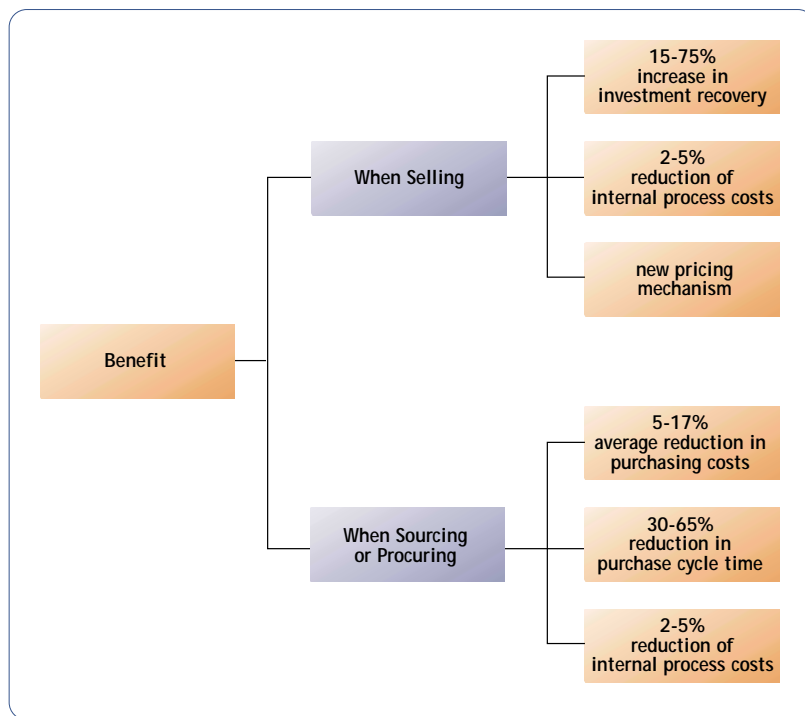 Benefit
When Selling
15-75%
increase in
investment recovery
2-5%
reduction of
internal process costs
new pricing
mechanism
When Sourcing
or Procuring
5-17%
average reduction in
purchasing costs
30-65%
reduction in
purchase cycle time
2-5%
reduction of
internal process costs